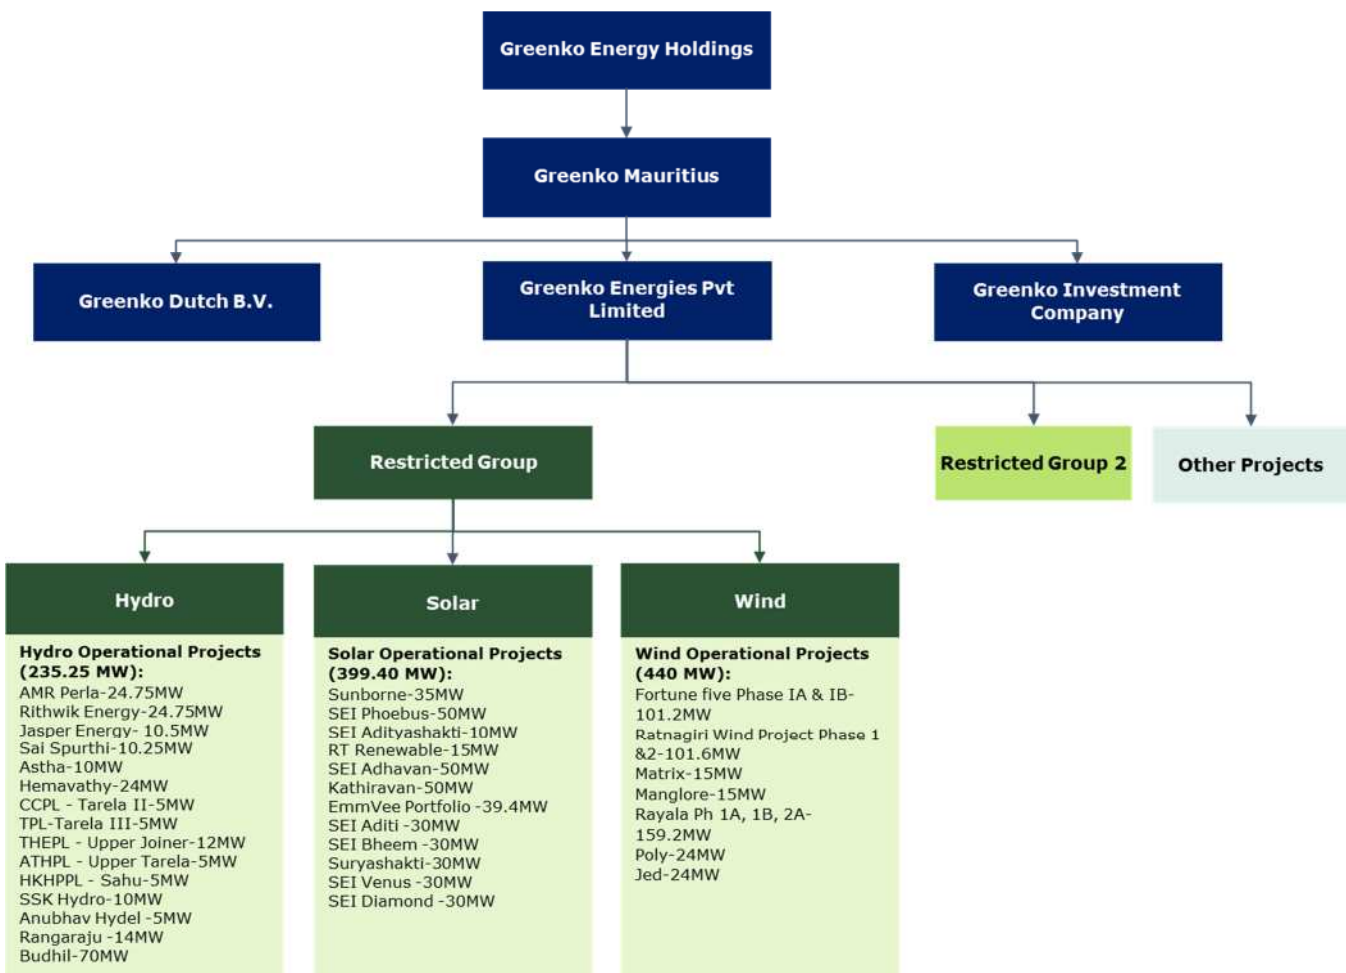 Greenko Energy Holdings
Greenko Mauritius
Greenko Dutch B.V.
Greenko Energies Pvt
Limited
Greenko Investment
Company
Restricted Group
Restricted Group 2
Other Projects
Hydro
Hydro Operational Projects
(235.25 MW):
AMR Perla-24.75MW
Rithwik Energy-24.75MW
Jasper Energy- 10.5MW
Sai Spurthi-10.25MW
Astha-10MW
Hemavathy-24MW
CCPL - Tarela II-5MW
TPL-Tarela III-5MW
THEPL - Upper Joiner-12MW
ATHPL - Upper Tarela-5MW
HKHPPL - Sahu-5MW
SSK Hydro-10MW
Anubhav Hydel -5MW
Rangaraju -14MW
Budhil-70MW
Solar
Solar Operational Projects
(399.40 MW):
Sunborne-35MW
SEI Phoebus-50MW
SEI Adityashakti-10MW
RT Renewable-15MW
SEI Adhavan-50MW
Kathiravan-50MW
EmmVee Portfolio -39.4MW
SEI Aditi -30MW
SEI Bheem -30MW
Suryashakti-30MW
SEI Venus -30MW
SEI Diamond -30MW
Wind
Wind Operational Projects
(440 MW):
Fortune five Phase IA & IB-
101.2MW
Ratnagiri Wind Project Phase 1
&2-101.6MW
Matrix-15MW
Manglore-15MW
Rayala Ph 1A, 1B, 2A-
159.2MW
Poly-24MW
Jed-24MW